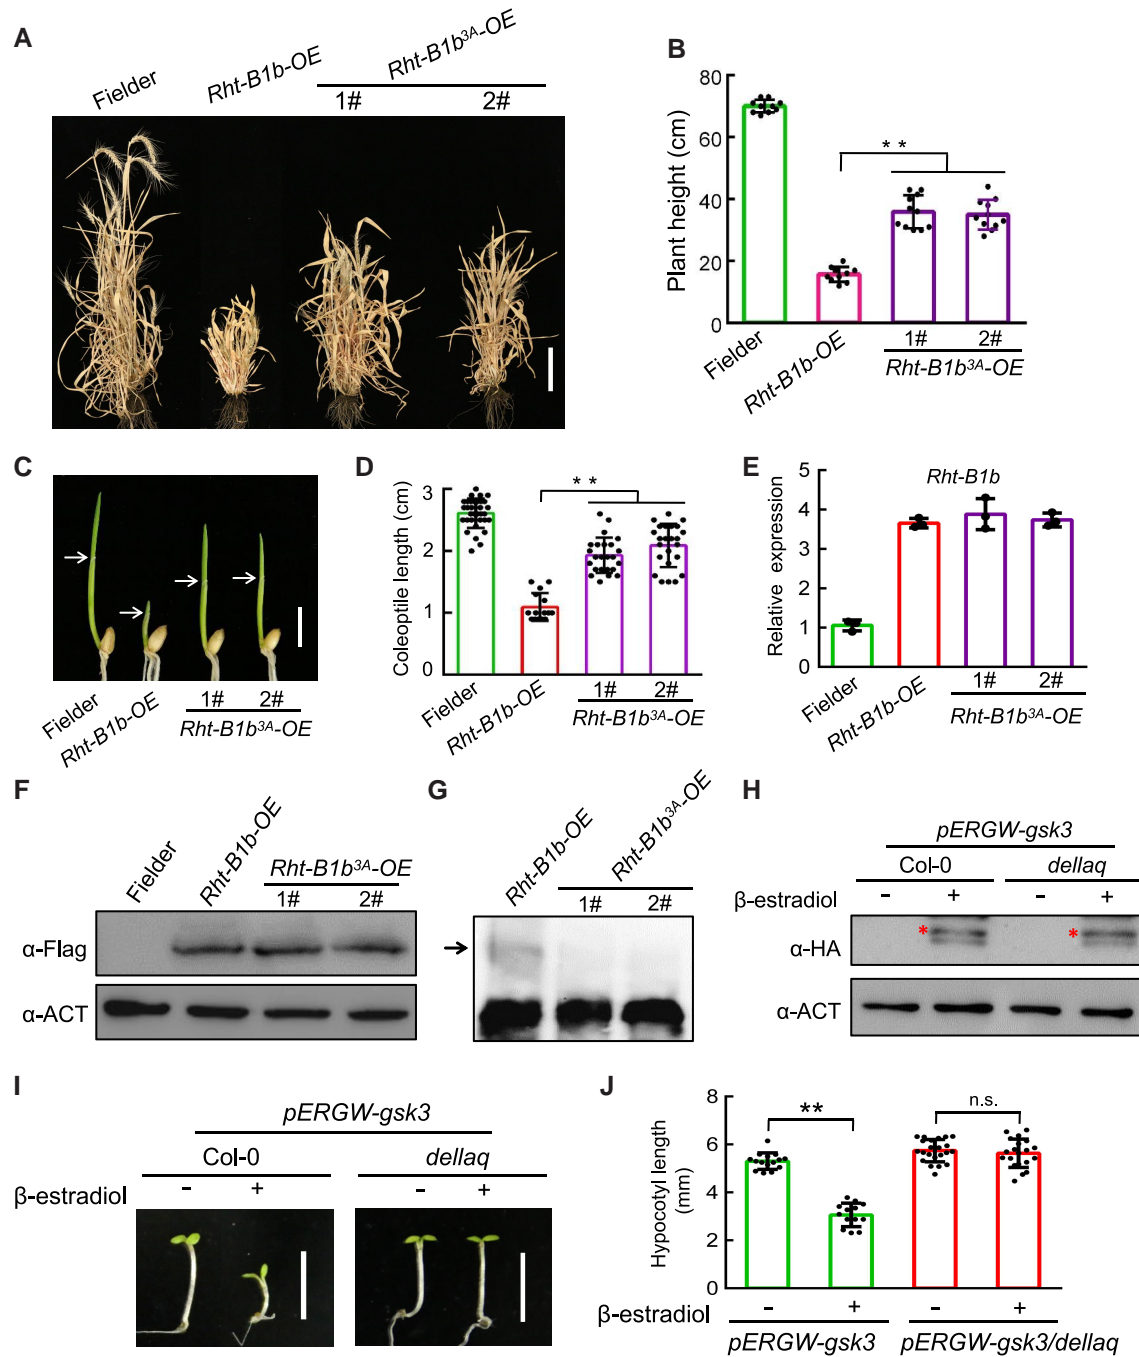 A
Fielder
Rht-B1b-OE
Rht-B1b3A-OE
1# 2#
B
Plant height (cm)
80
60
40
20
0
** 
Fielder
Rht-B1b-OE
1# 2#
Rht-B1b3A-OE
C
Fielder
Rht-B1b-OE
1# 2#
Rht-B1b3A-OE
D
Coleoptile length (cm)
3
2
1
0
**
Fielder
Rht-B1b-OE
1# 2#
Rht-B1b3A-OE
E
Rht-B1b
Relative expression
5
4
3
2
1
0
Fielder
Rht-B1b-OE
1# 2#
Rht-B1b3A-OE
F
Fielder
Rht-B1b-OE
Rht-B1b3A-OE
1# 2#
α-Flag
α-ACT
G
Rht-B1b-OE
Rht-B1b3A-OE
1# 2#
H
pERGW-gsk3
Col-0 dellaq
β-estradiol - + - +
α-HA * *
α-ACT
I
pERGW-gsk3
Col-0 dellaq
β-estradiol - + - +
J
Hypocotyl length
(mm)
8
6
4
2
0
** n.s.
β-estradiol - + - +
pERGW-gsk3 pERGW-gsk3/dellaq